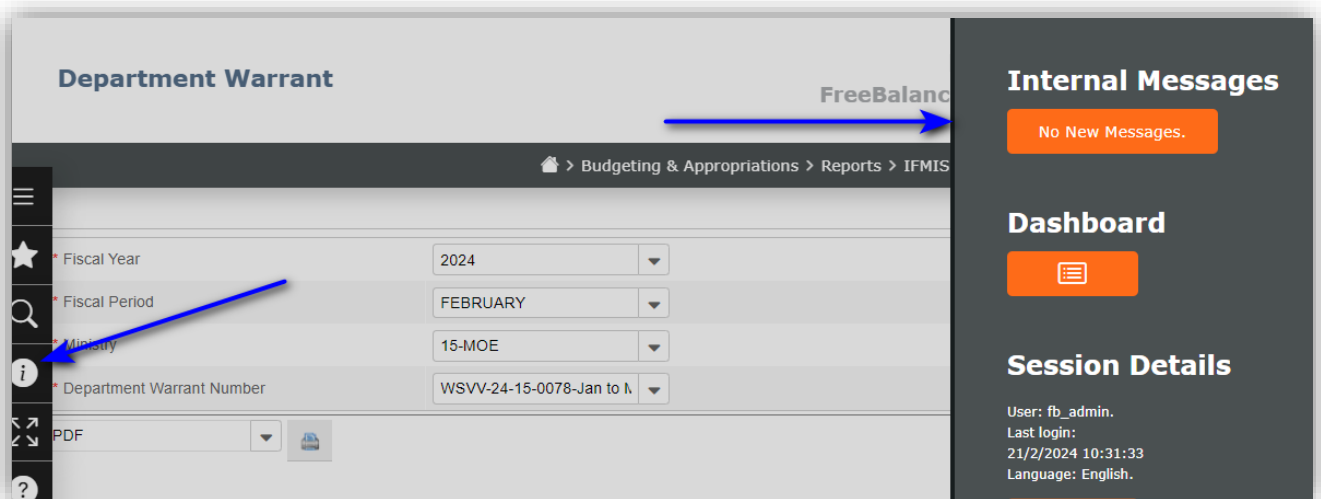 Department Warrant
FreeBalanc
> Budgeting & Appropriations > Reports > IFMIS
* Fiscal Year
2024
* Fiscal Period
FEBRUARY
* Ministry
15-MOE
* Department Warrant Number
WSVV-24-15-0078-Jan to
PDF
Internal Messages
No New Messages.
Dashboard
Session Details
User: fb_admin.
Last login:
21/2/2024 10:31:33
Language: English.